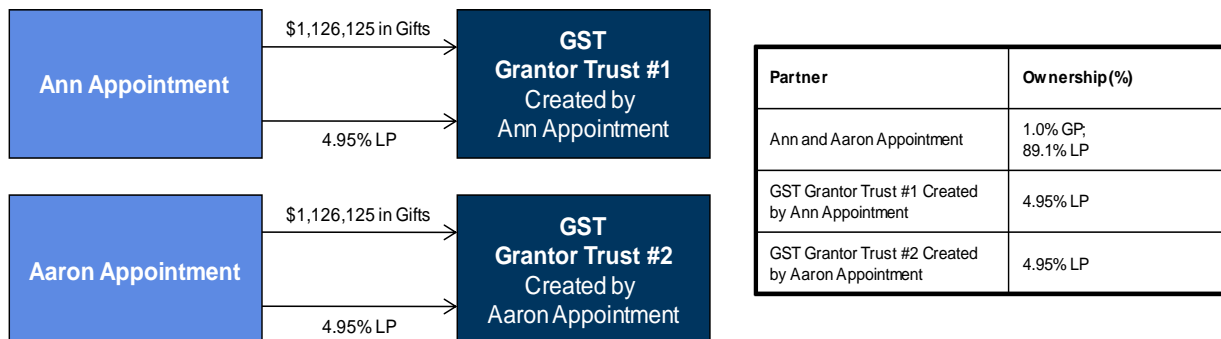 Ann Appointment
$1,126,125 in Gifts
4.95% LP
GST
Grantor Trust #1
Created by
Ann Appointment
Aaron Appointment
$1,126,125 in Gifts
4.95% LP
GST
Grantor Trust #2
Created by
Aaron Appointment
Partner
Ownership(%)
Ann and Aaron Appointment
1.0% GP;
89.1% LP
GST Grantor Trust #1 Created
by Ann Appointment
4.95% LP
GST Grantor Trust #2 Created
by Aaron Appointment
4.95% LP